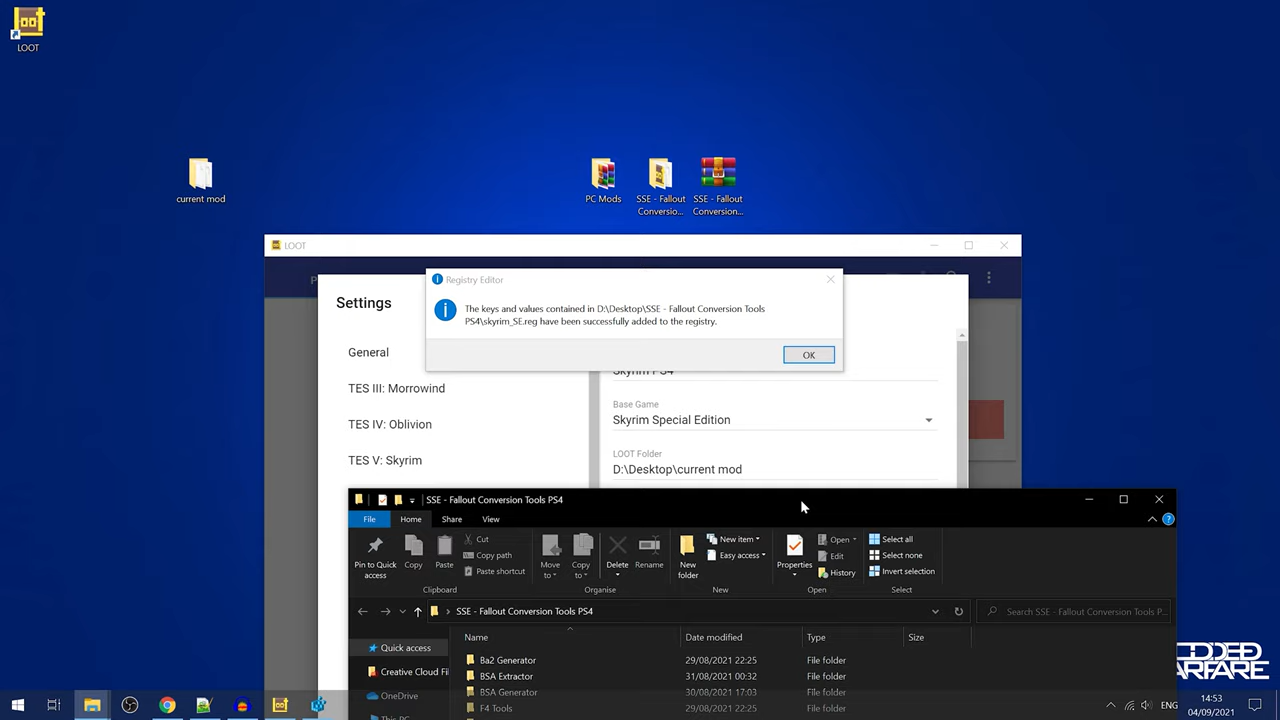 LOOT
current mod
PC Mods
SSE - Fallout
Conversio...
SSE - Fallout
Conversion...
LOOT
Settings
General
TES III: Morrowind
TES IV: Oblivion
TES V: Skyrim
Registry Editor
The keys and values contained in D:\Desktop\SSE - Fallout Conversion Tools
PS4\skyrim_SE.reg have been successfully added to the registry.
OK
Skyrim PS4
Base Game
Skyrim Special Edition
LOOT Folder
D:\Desktop\current mod
SSE - Fallout Conversion Tools PS4
File
Home
Share
View
Pin to Quick
access
Copy
Paste
Cut
Copy path
Paste shortcut
Clipboard
Move
to
Copy
to
Delete
Rename
Organise
New
folder
New item
Easy access
New
Properties
Open
Edit
History
Open
Select all
Select none
Invert selection
Select
SSE - Fallout Conversion Tools PS4
Search SSE - Fallout Conversion Tools P...
Quick access
Creative Cloud Fil
OneDrive
This PC
Name
Date modified
Type
Size
Ba2 Generator 29/08/2021 22:25 File folder
BSA Extractor 31/08/2021 00:32 File folder
BSA Generator 30/08/2021 17:03 File folder
F4 Tools 29/08/2021 22:25 File folder
ENG
14:53
04/09/2021